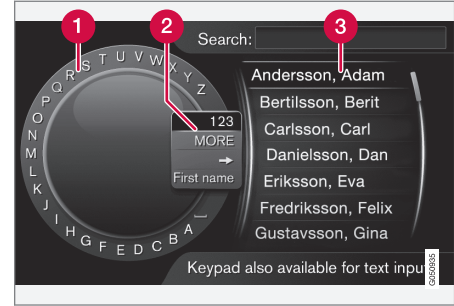 1
2
3
Search:
A B C D E F G H I J K L M N O P Q R S T U V W X Y Z
123
MORE
First name
Andersson, Adam
Bertilsson, Berit
Carlsson, Carl
Danielsson, Dan
Eriksson, Eva
Fredriksson, Felix
Gustavsson, Gina
Keypad also available for text inpu
G050935